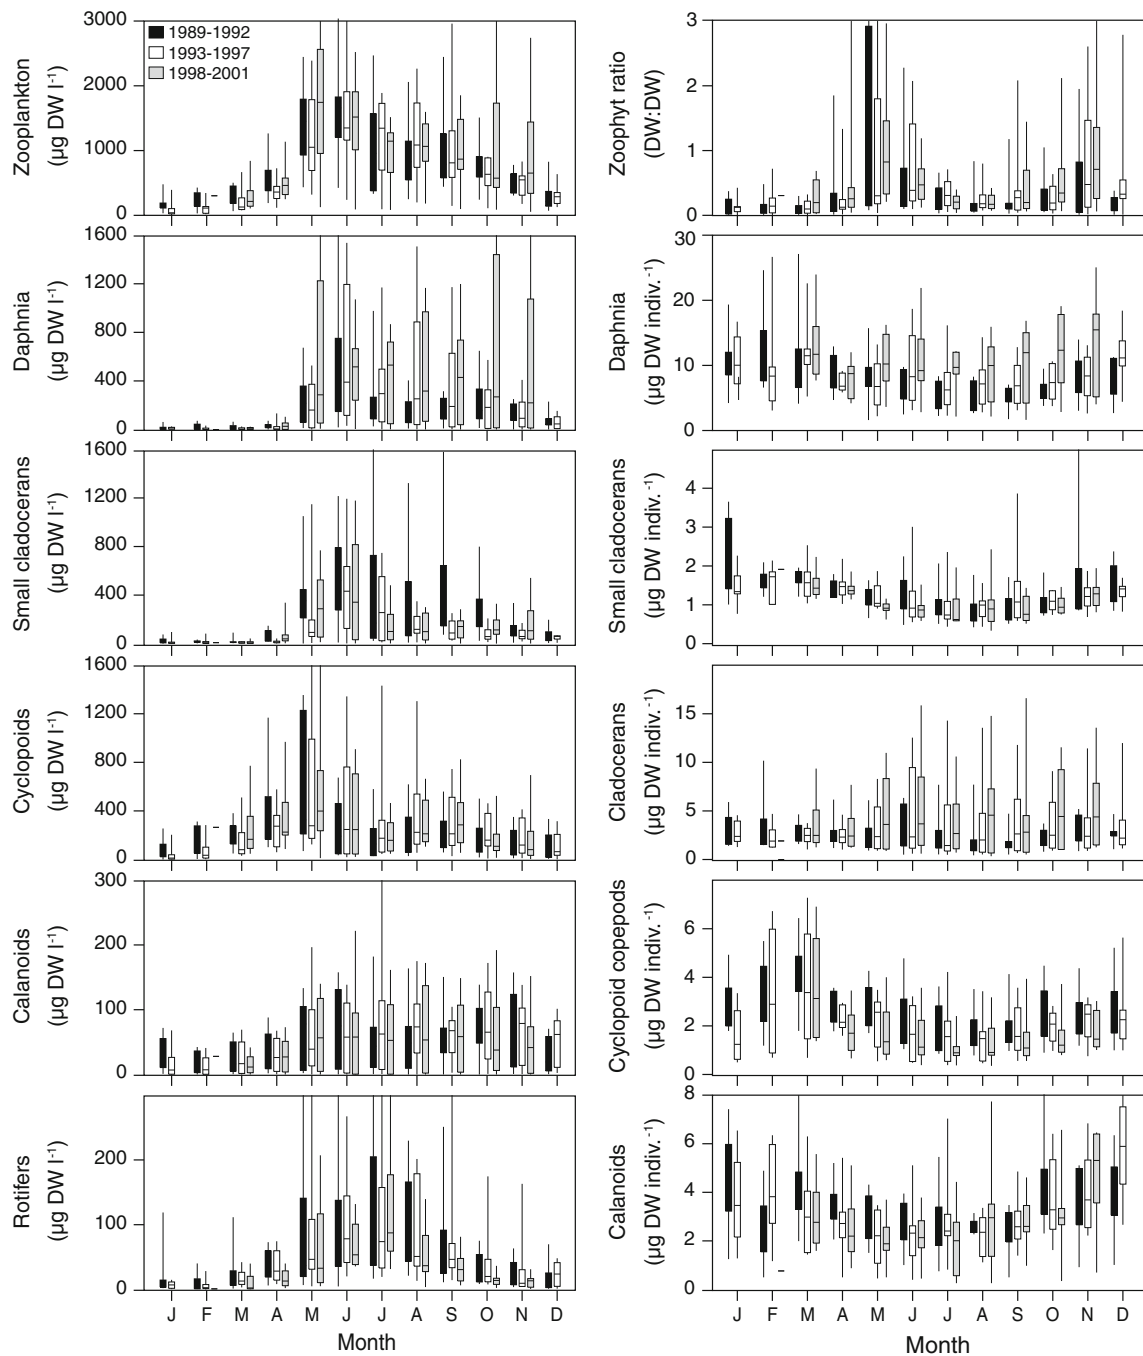 Zooplankton
(µg DW l⁻¹)
3000
2000
1000
0
1989-1992
1993-1997
1998-2001
Daphnia
(µg DW l⁻¹)
1600
1200
800
400
0
Small cladocerans
(µg DW l⁻¹)
1600
1200
800
400
0
Cyclopoids
(µg DW l⁻¹)
1600
1200
800
400
0
Calanoids
(µg DW l⁻¹)
300
200
100
0
Rotifers
(µg DW l⁻¹)
200
100
0
J F M A M J J A S O N D
Month
Zoophyt ratio
(DW:DW)
3
2
1
0
Daphnia
(µg DW indiv.⁻¹)
30
20
10
0
Small cladocerans
(µg DW indiv.⁻¹)
4
3
2
1
0
Cladocerans
(µg DW indiv.⁻¹)
15
10
5
0
Cyclopoid copepods
(µg DW indiv.⁻¹)
6
4
2
0
Calanoids
(µg DW indiv.⁻¹)
8
6
4
2
0
J F M A M J J A S O N D
Month